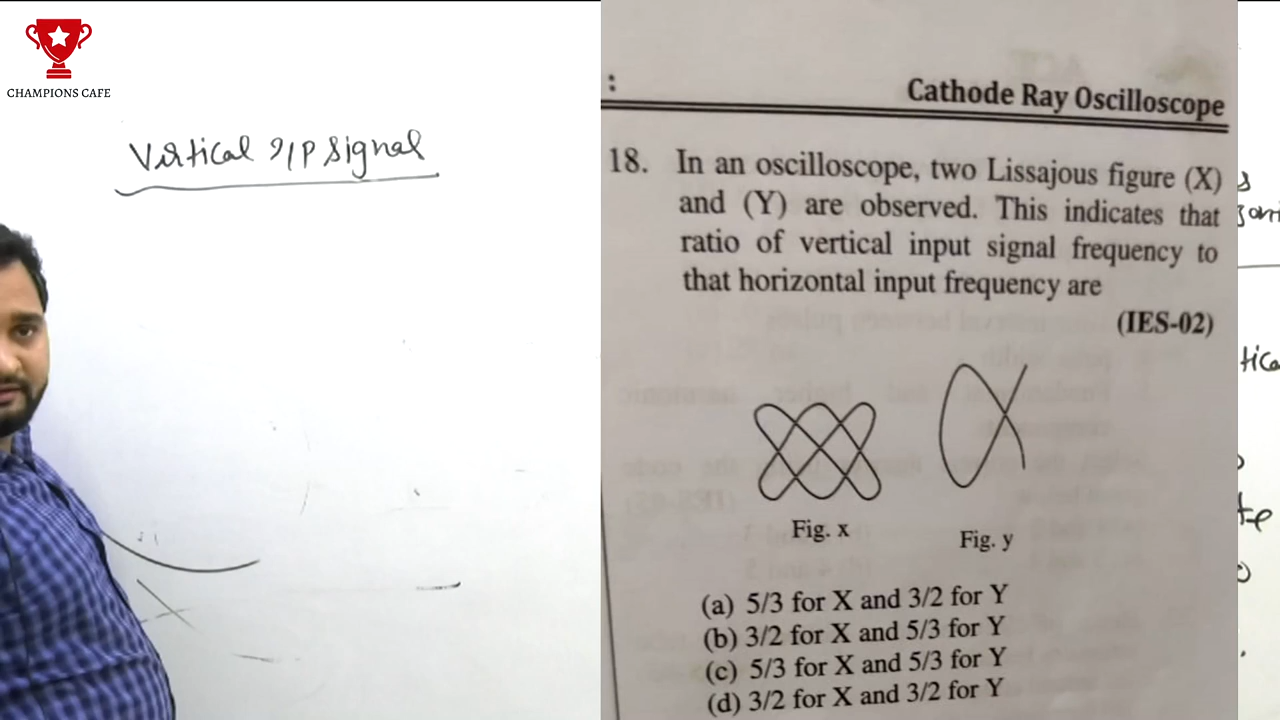 CHAMPIONS CAFE
Vertical I/P Signal
:
Cathode Ray Oscilloscope
18. In an oscilloscope, two Lissajous figure (X)
and (Y) are observed. This indicates that
ratio of vertical input signal frequency to
that horizontal input frequency are
(IES-02)
Fig. x
Fig. y
(a) 5/3 for X and 3/2 for Y
(b) 3/2 for X and 5/3 for Y
(c) 5/3 for X and 5/3 for Y
(d) 3/2 for X and 3/2 for Y